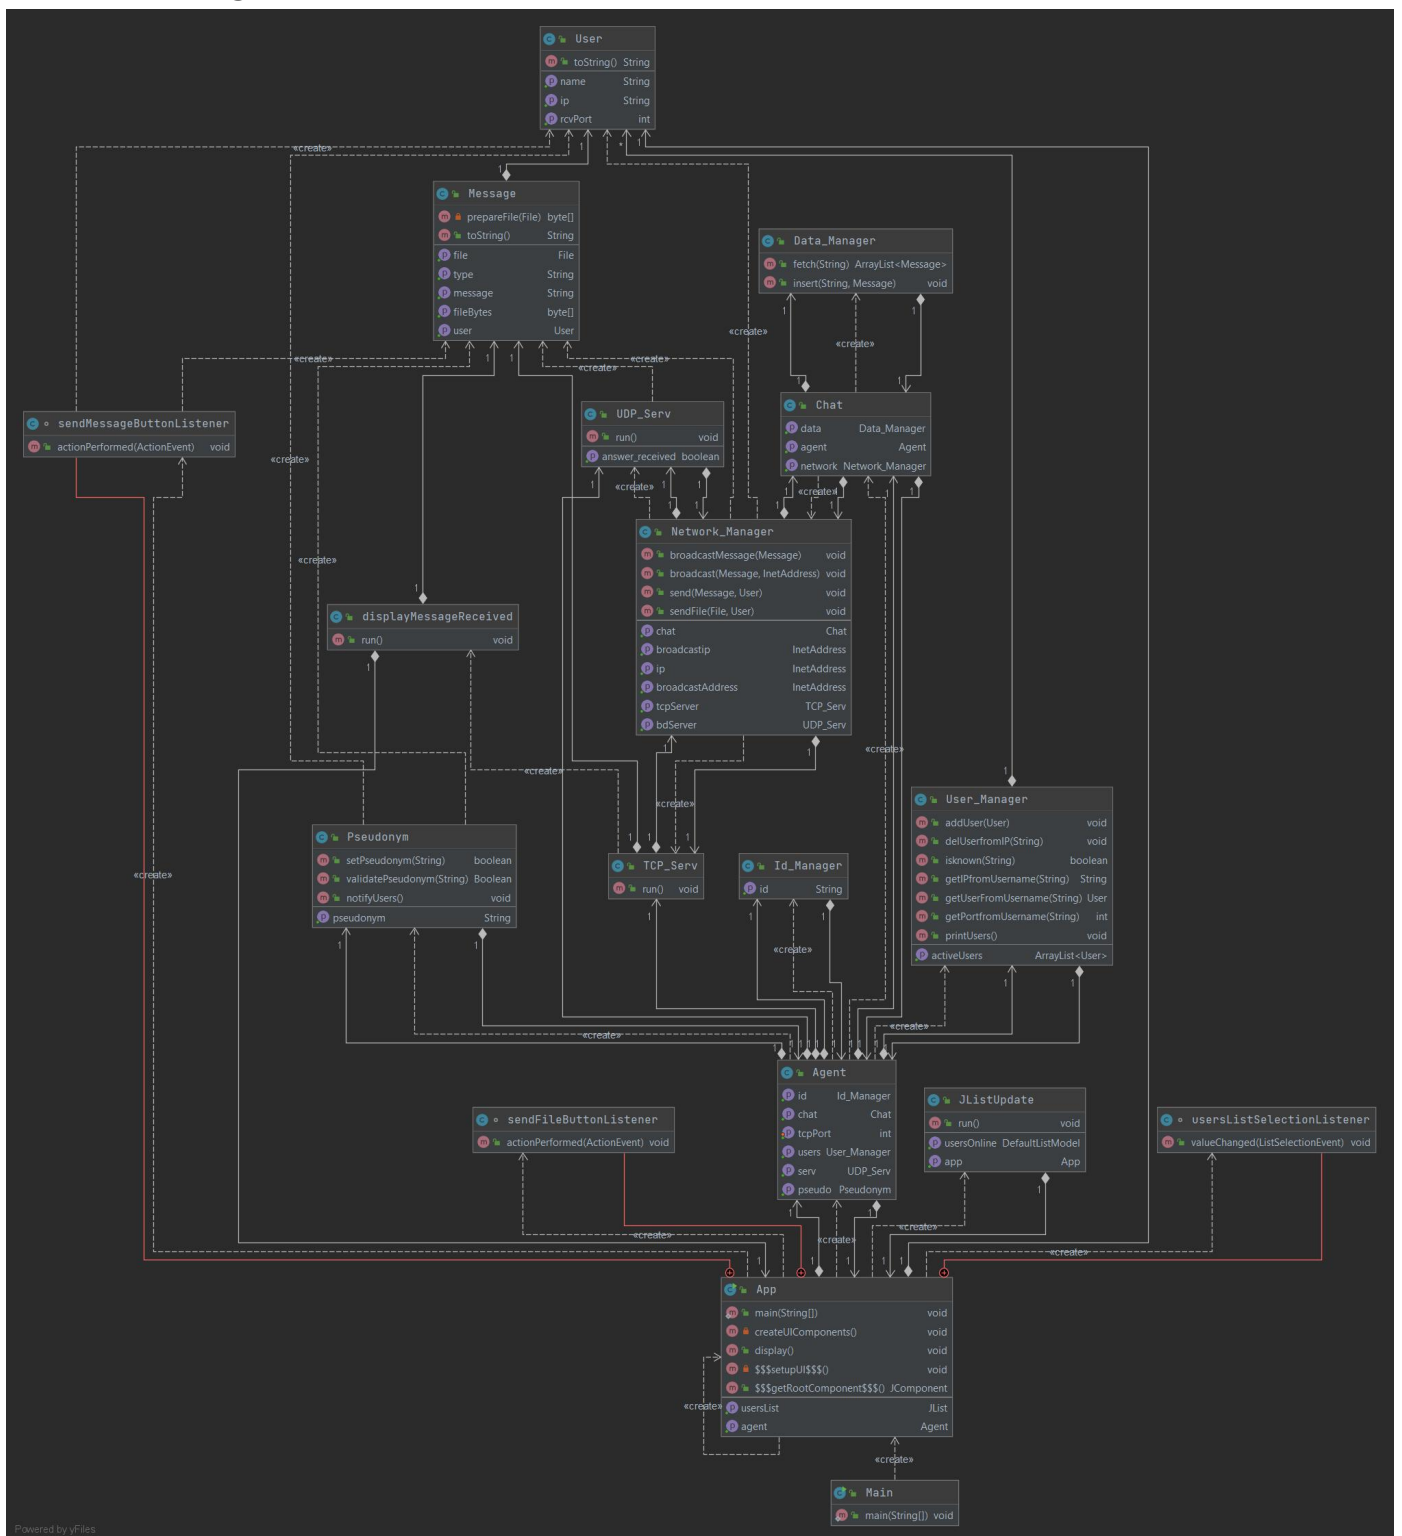 User
toString() String
name String
ip String
rcvPort int
«create»
1 * 1
1
Message
prepareFile(File) byte[]
toString() String
file File
type String
message String
fileBytes byte[]
user User
Data_Manager
fetch(String) ArrayList<Message>
insert(String, Message) void
«create»
«create»
«create»
«create»
«create»
Chat
data Data_Manager
agent Agent
network Network_Manager
sendMessageButtonListener
actionPerformed(ActionEvent) void
UDP_Serv
run() void
answer_received boolean
«create»
«create»
«create»
«create»
Network_Manager
broadcastMessage(Message) void
broadcast(Message, InetAddress) void
send(Message, User) void
sendFile(File, User) void
chat Chat
broadcastip InetAddress
ip InetAddress
broadcastAddress InetAddress
tcpServer TCP_Serv
bdServer UDP_Serv
displayMessageReceived
run() void
«create»
«create»
«create»
User_Manager
addUser(User) void
delUserfromIP(String) void
isknown(String) boolean
getIPfromUsername(String) String
getUserFromUsername(String) User
getPortfromUsername(String) int
printUsers() void
activeUsers ArrayList<User>
Pseudonym
setPseudonym(String) boolean
validatePseudonym(String) Boolean
notifyUsers() void
pseudonym String
«create»
TCP_Serv
run() void
Id_Manager
id String
«create»
«create»
«create»
Agent
id Id_Manager
chat Chat
tcpPort int
users User_Manager
serv UDP_Serv
pseudo Pseudonym
JListUpdate
run() void
usersOnline DefaultListModel
app App
sendFileButtonListener
actionPerformed(ActionEvent) void
usersListSelectionListener
valueChanged(ListSelectionEvent) void
«create»
«create»
«create»
«create»
App
main(String[]) void
createUIComponents() void
display() void
$$$setupUI$$$() void
$$$getRootComponent$$$() JComponent
usersList JList
agent Agent
«create»
«create»
Main
main(String[]) void
Powered by yFiles